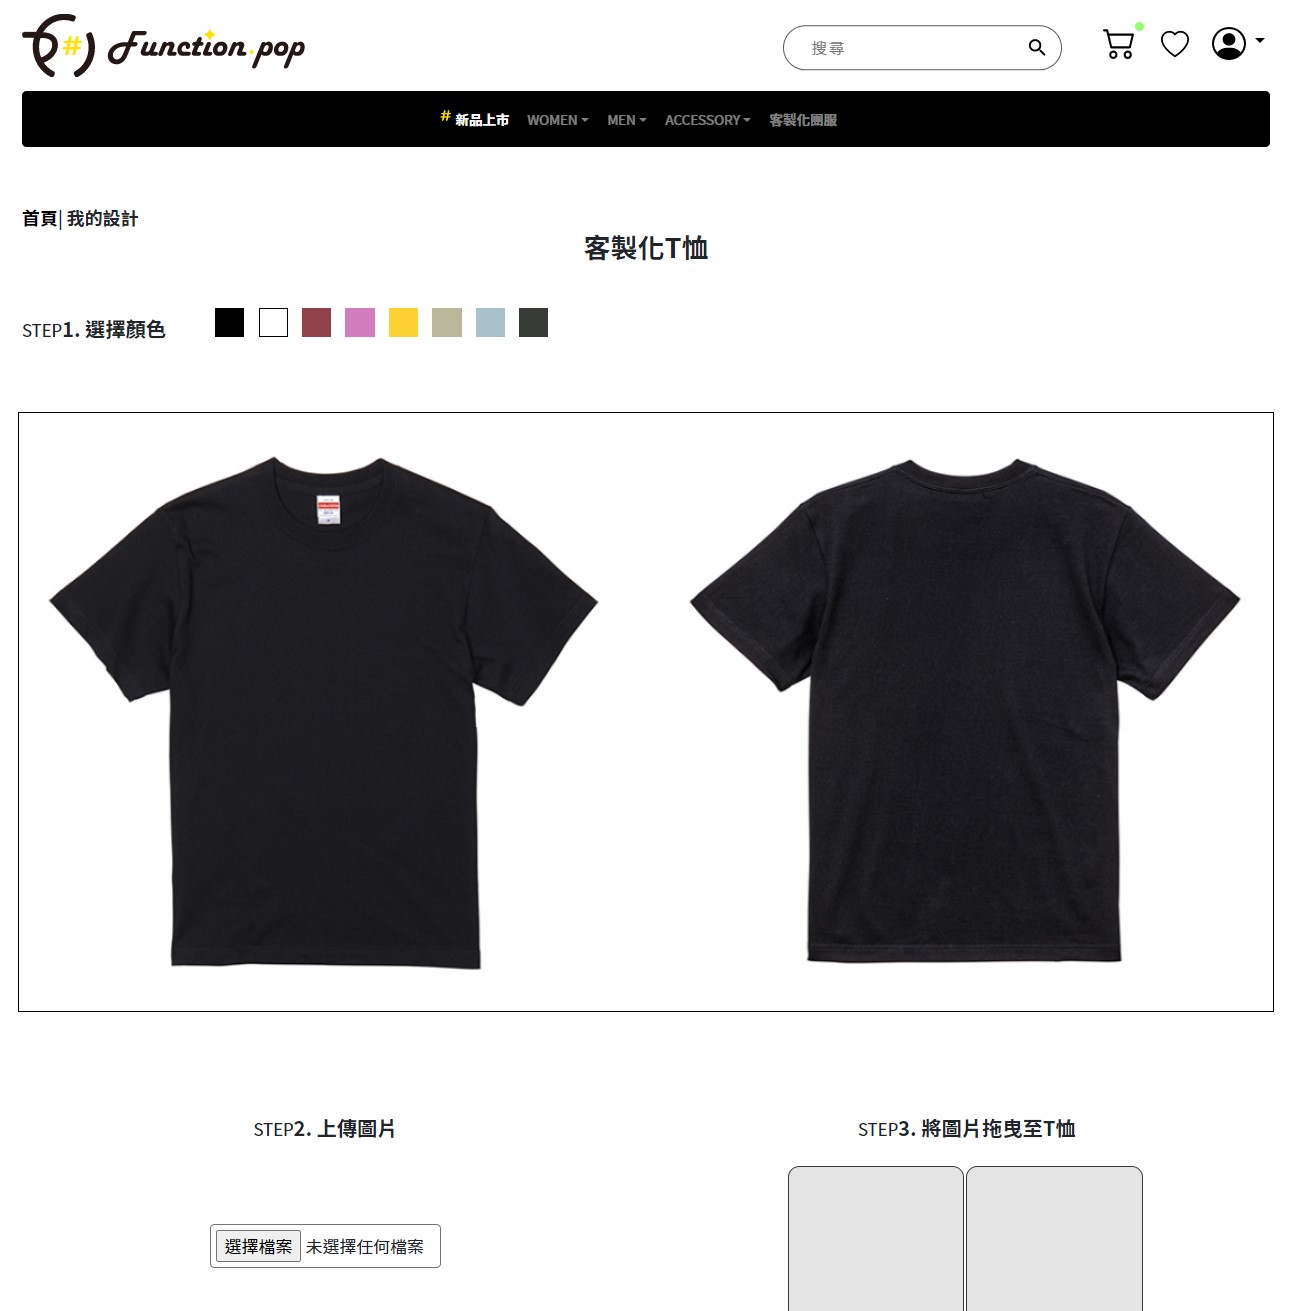 # Function.pop
搜尋
# 新品上市 WOMEN MEN ACCESSORY 客製化團服
首頁| 我的設計
客製化T恤
STEP1. 選擇顏色
STEP2. 上傳圖片
STEP3. 將圖片拖曳至T恤
選擇檔案 未選擇任何檔案